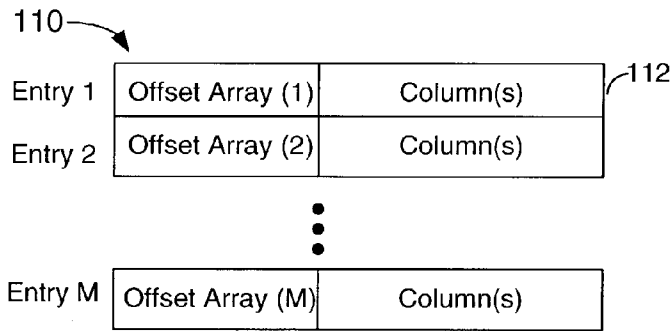 110
Entry 1 Offset Array (1) Column(s) 112
Entry 2 Offset Array (2) Column(s)
Entry M Offset Array (M) Column(s)